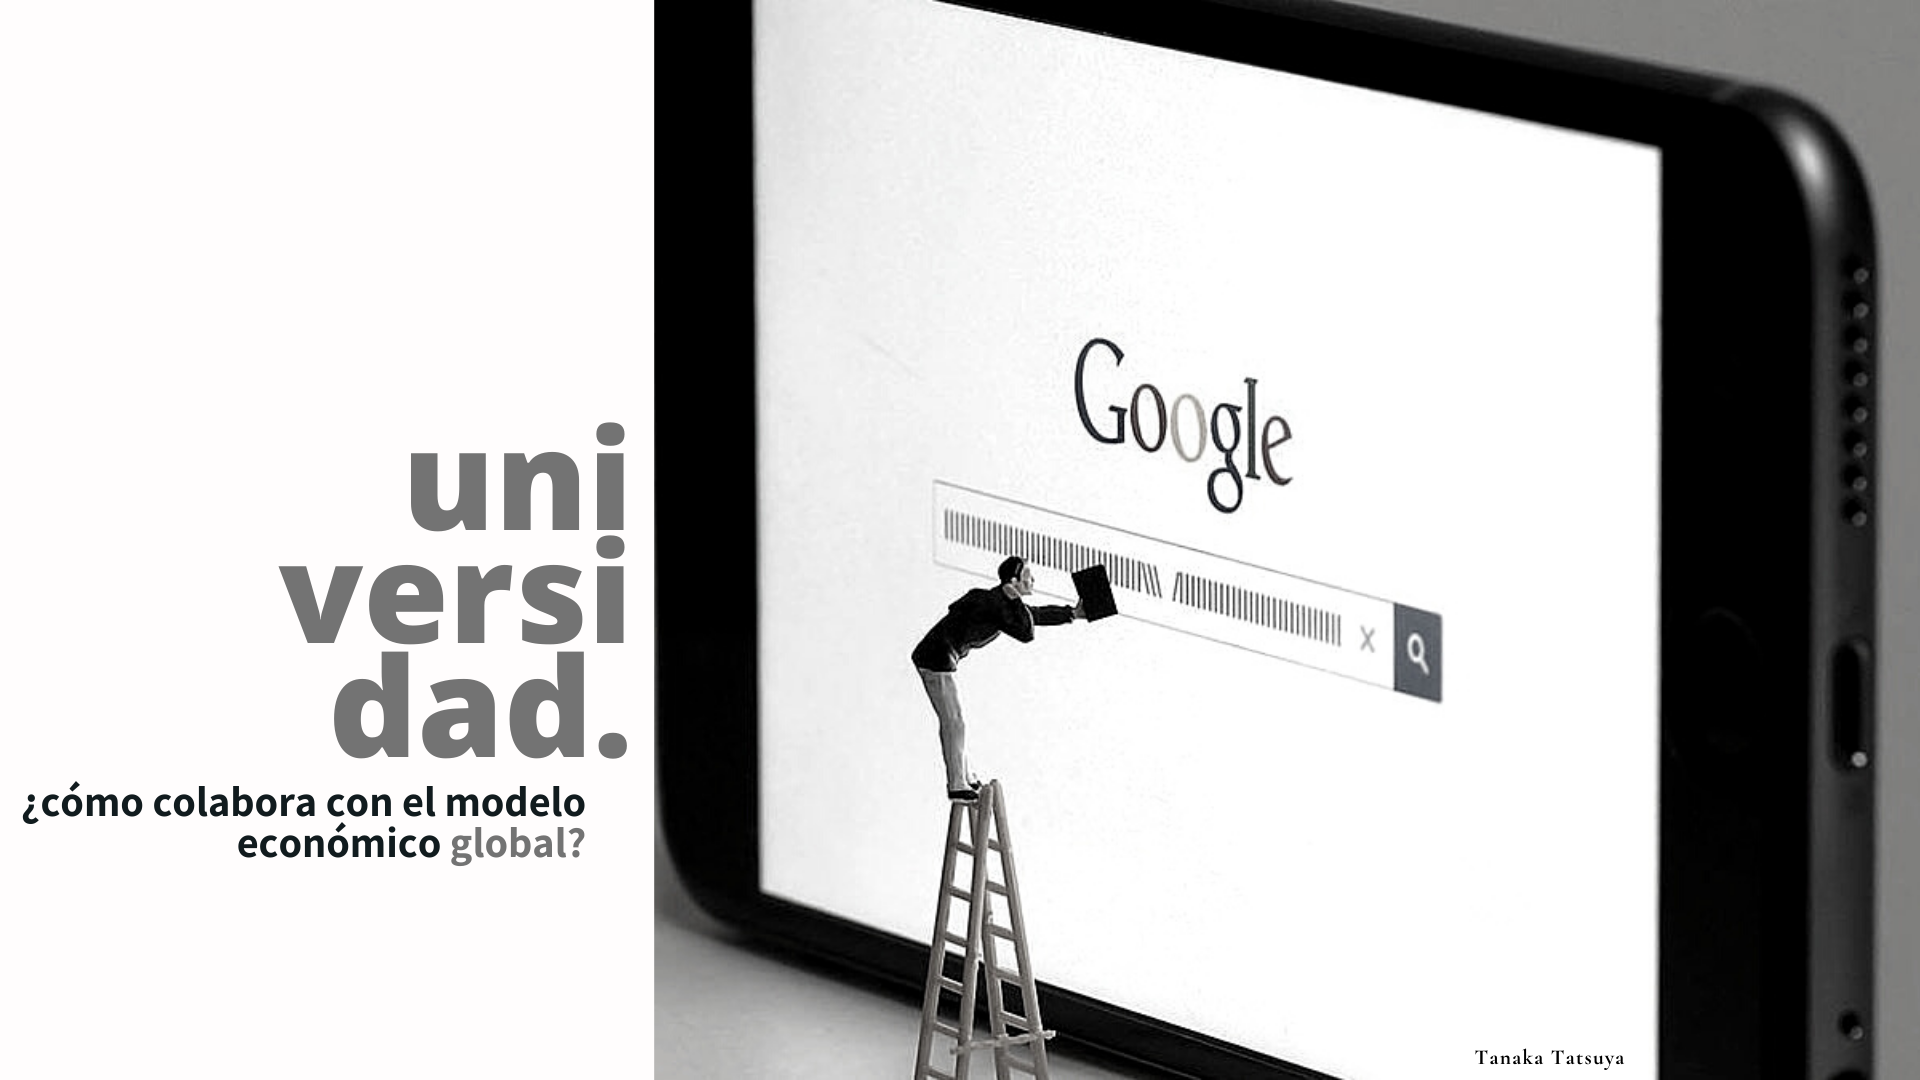 uni
versi
dad.
¿cómo colabora con el modelo
económico global?
Google
X
Tanaka Tatsuya